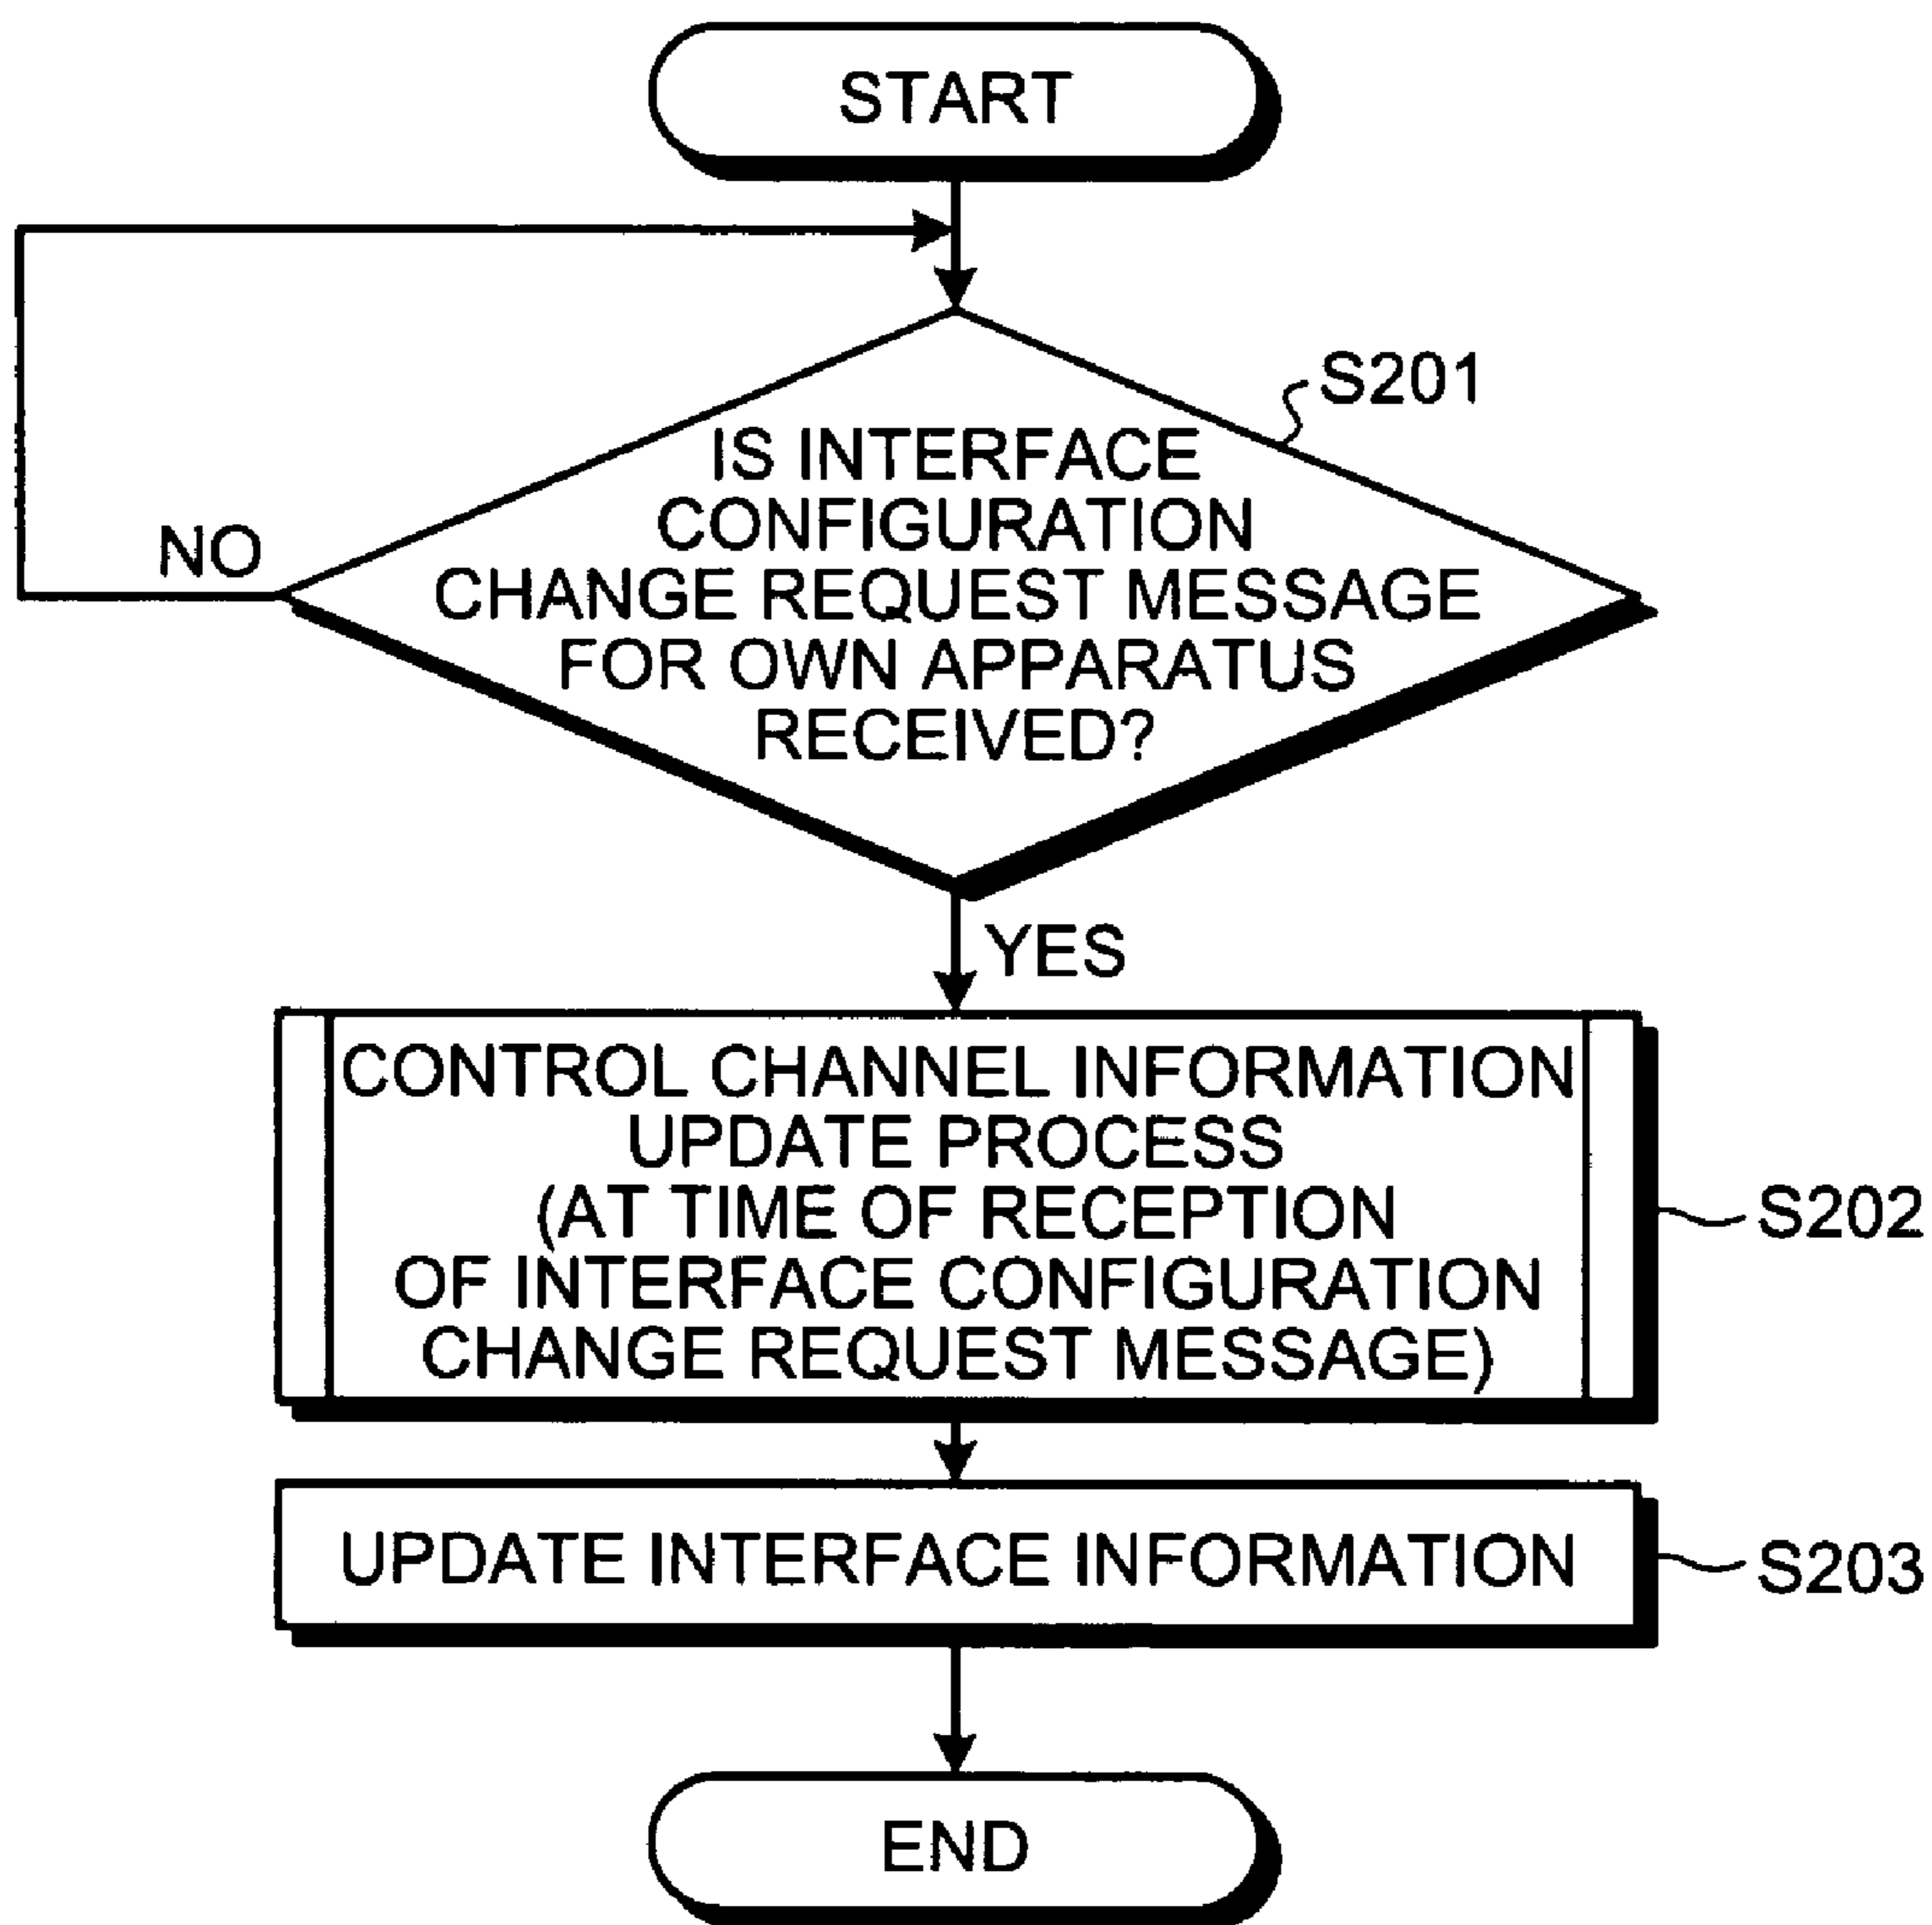 START
S201
IS INTERFACE
CONFIGURATION
CHANGE REQUEST MESSAGE
FOR OWN APPARATUS
RECEIVED?
NO
YES
CONTROL CHANNEL INFORMATION
UPDATE PROCESS
(AT TIME OF RECEPTION
OF INTERFACE CONFIGURATION
CHANGE REQUEST MESSAGE)
S202
UPDATE INTERFACE INFORMATION
S203
END